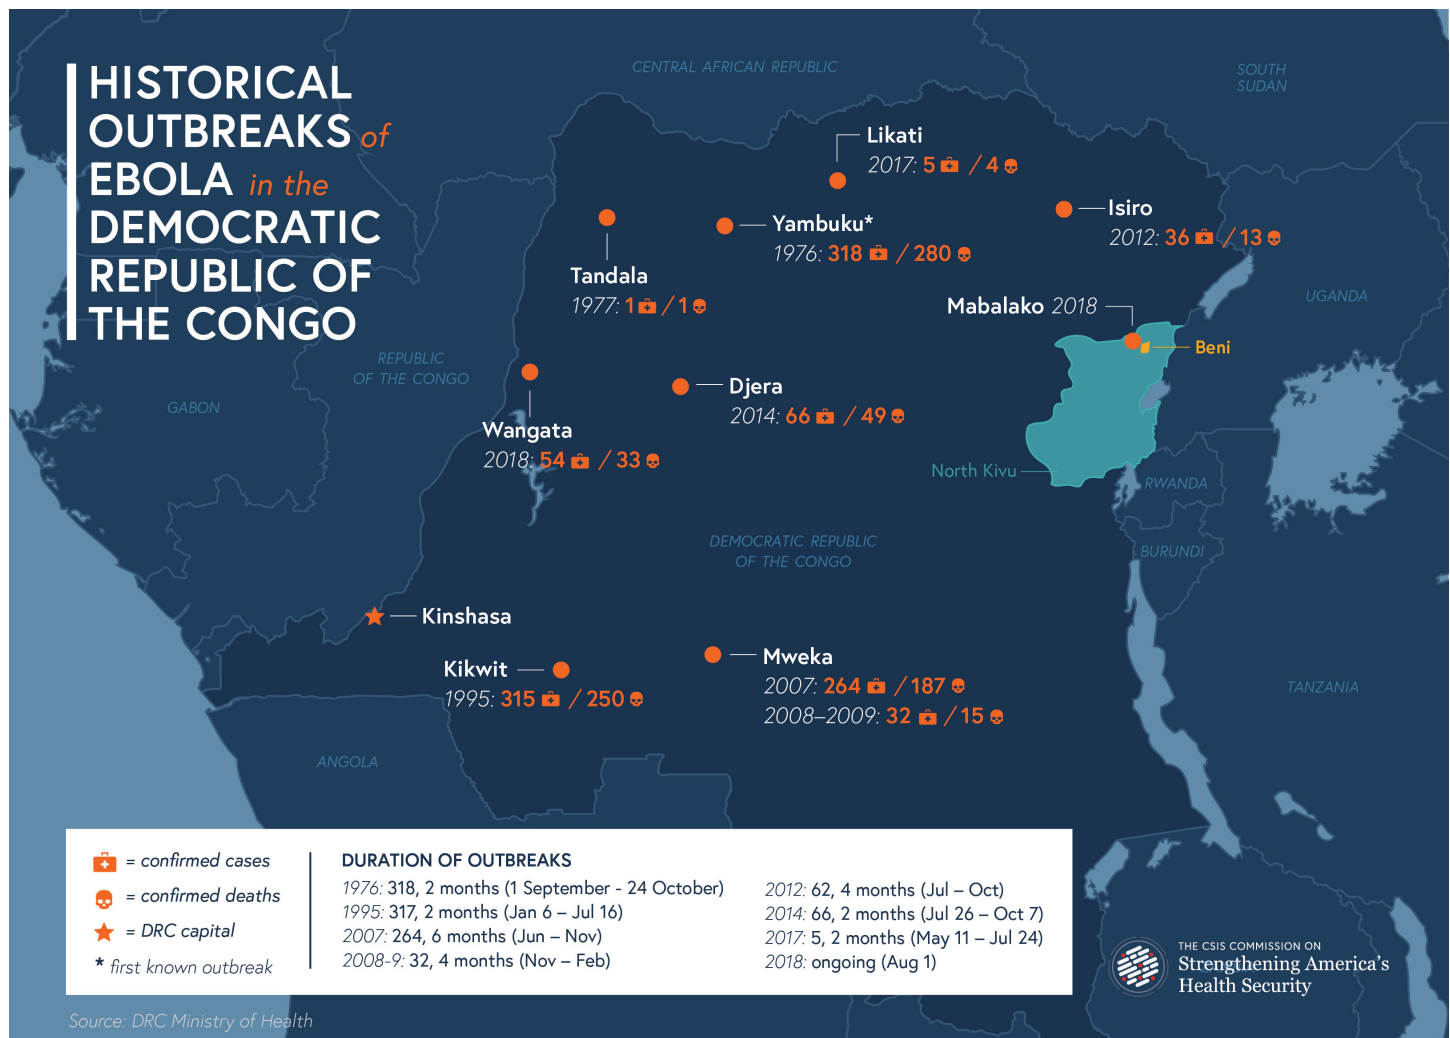 HISTORICAL
OUTBREAKS of
EBOLA in the
DEMOCRATIC
REPUBLIC OF
THE CONGO
CENTRAL AFRICAN REPUBLIC
SOUTH
SUDAN
Likati
2017: 5 / 4
Isiro
2012: 36 / 13
Yambuku*
1976: 318 / 280
Tandala
1977: 1 / 1
Mabalako 2018
UGANDA
Beni
REPUBLIC
OF THE CONGO
GABON
Djera
2014: 66 / 49
Wangata
2018: 54 / 33
North Kivu
RWANDA
DEMOCRATIC REPUBLIC
OF THE CONGO
BURUNDI
Kinshasa
Kikwit
1995: 315 / 250
Mweka
2007: 264 / 187
2008–2009: 32 / 15
TANZANIA
ANGOLA
= confirmed cases
= confirmed deaths
= DRC capital
* first known outbreak
DURATION OF OUTBREAKS
1976: 318, 2 months (1 September - 24 October)
1995: 317, 2 months (Jan 6 – Jul 16)
2007: 264, 6 months (Jun – Nov)
2008-9: 32, 4 months (Nov – Feb)
2012: 62, 4 months (Jul – Oct)
2014: 66, 2 months (Jul 26 – Oct 7)
2017: 5, 2 months (May 11 – Jul 24)
2018: ongoing (Aug 1)
THE CSIS COMMISSION ON
Strengthening America's
Health Security
Source: DRC Ministry of Health